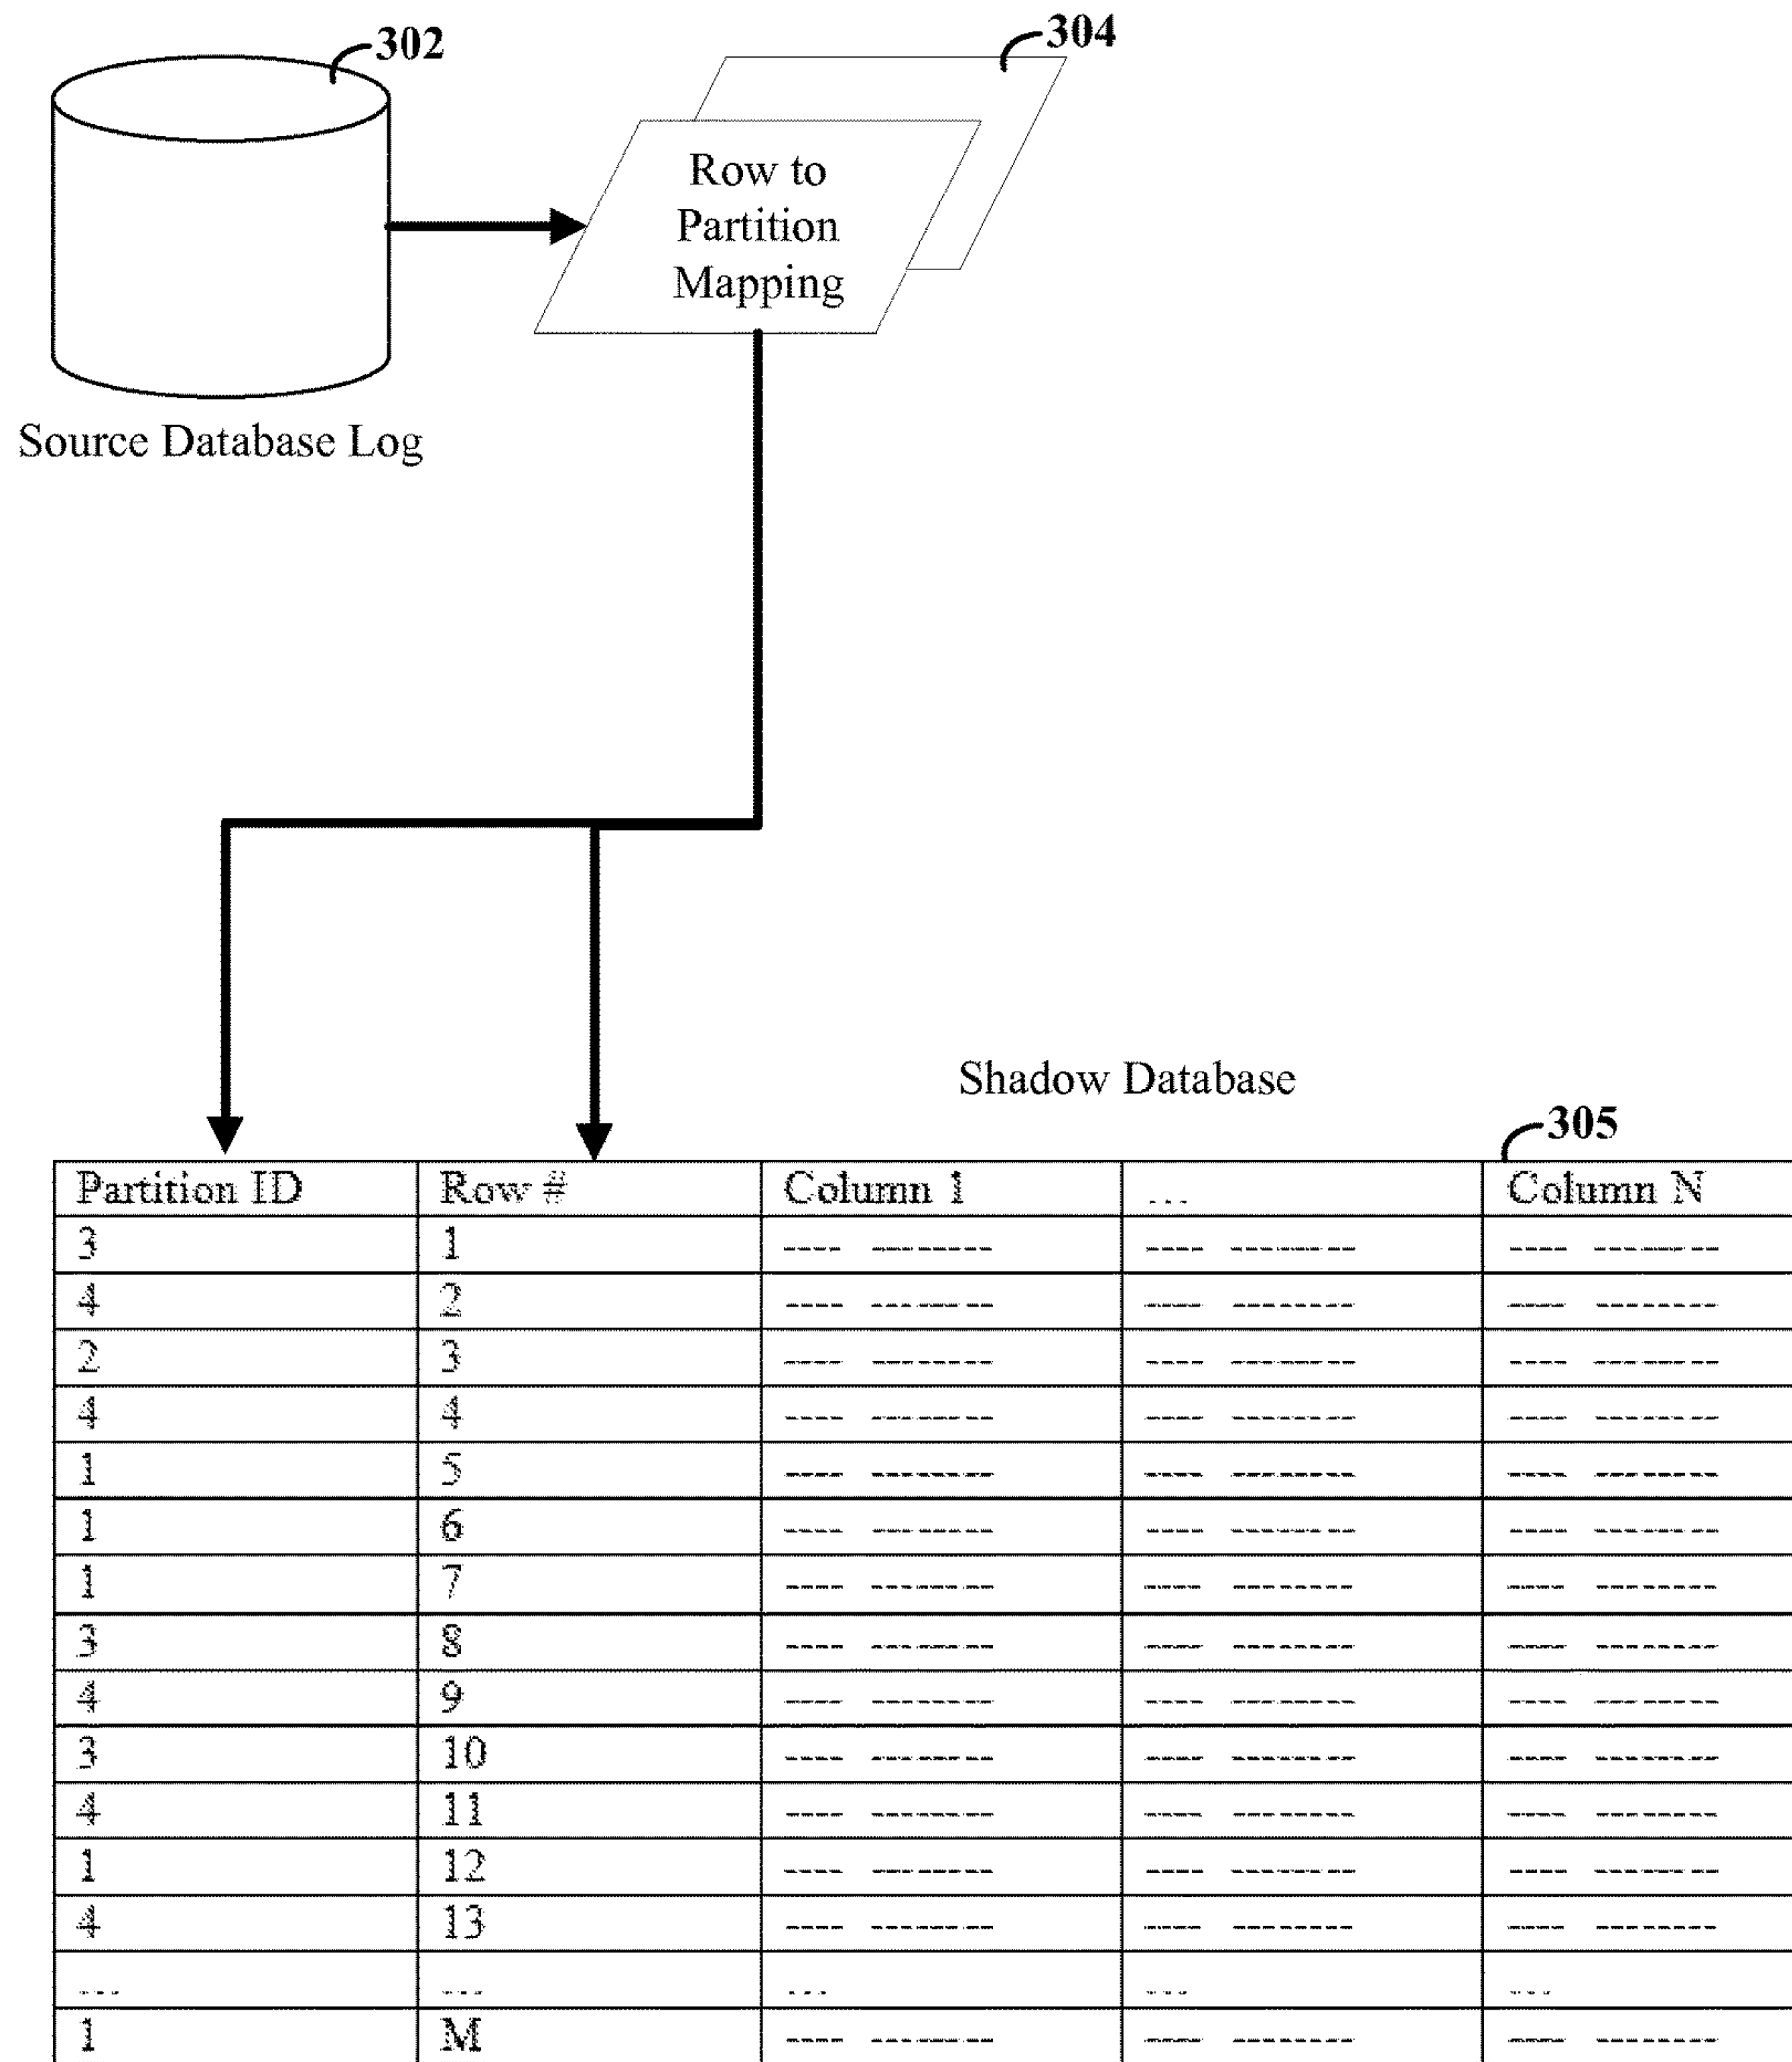 302
304
Row to
Partition
Mapping
Source Database Log
Shadow Database
305
Partition ID Row # Column 1 ... Column N
3 1 ---- -------- ---- -------- ---- --------
4 2 ---- -------- ---- -------- ---- --------
2 3 ---- -------- ---- -------- ---- --------
4 4 ---- -------- ---- -------- ---- --------
1 5 ---- -------- ---- -------- ---- --------
1 6 ---- -------- ---- -------- ---- --------
1 7 ---- -------- ---- -------- ---- --------
3 8 ---- -------- ---- -------- ---- --------
4 9 ---- -------- ---- -------- ---- --------
3 10 ---- -------- ---- -------- ---- --------
4 11 ---- -------- ---- -------- ---- --------
1 12 ---- -------- ---- -------- ---- --------
4 13 ---- -------- ---- -------- ---- --------
... ... ... ... ...
1 M ---- -------- ---- -------- ---- --------